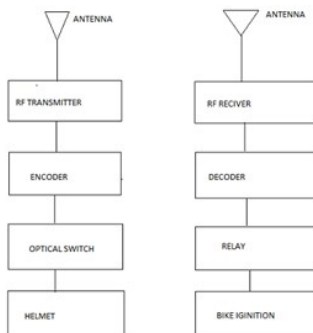 ANTENNA
RF TRANSMITTER
ENCODER
OPTICAL SWITCH
HELMET
ANTENNA
RF RECIVER
DECODER
RELAY
BIKE IGINITION